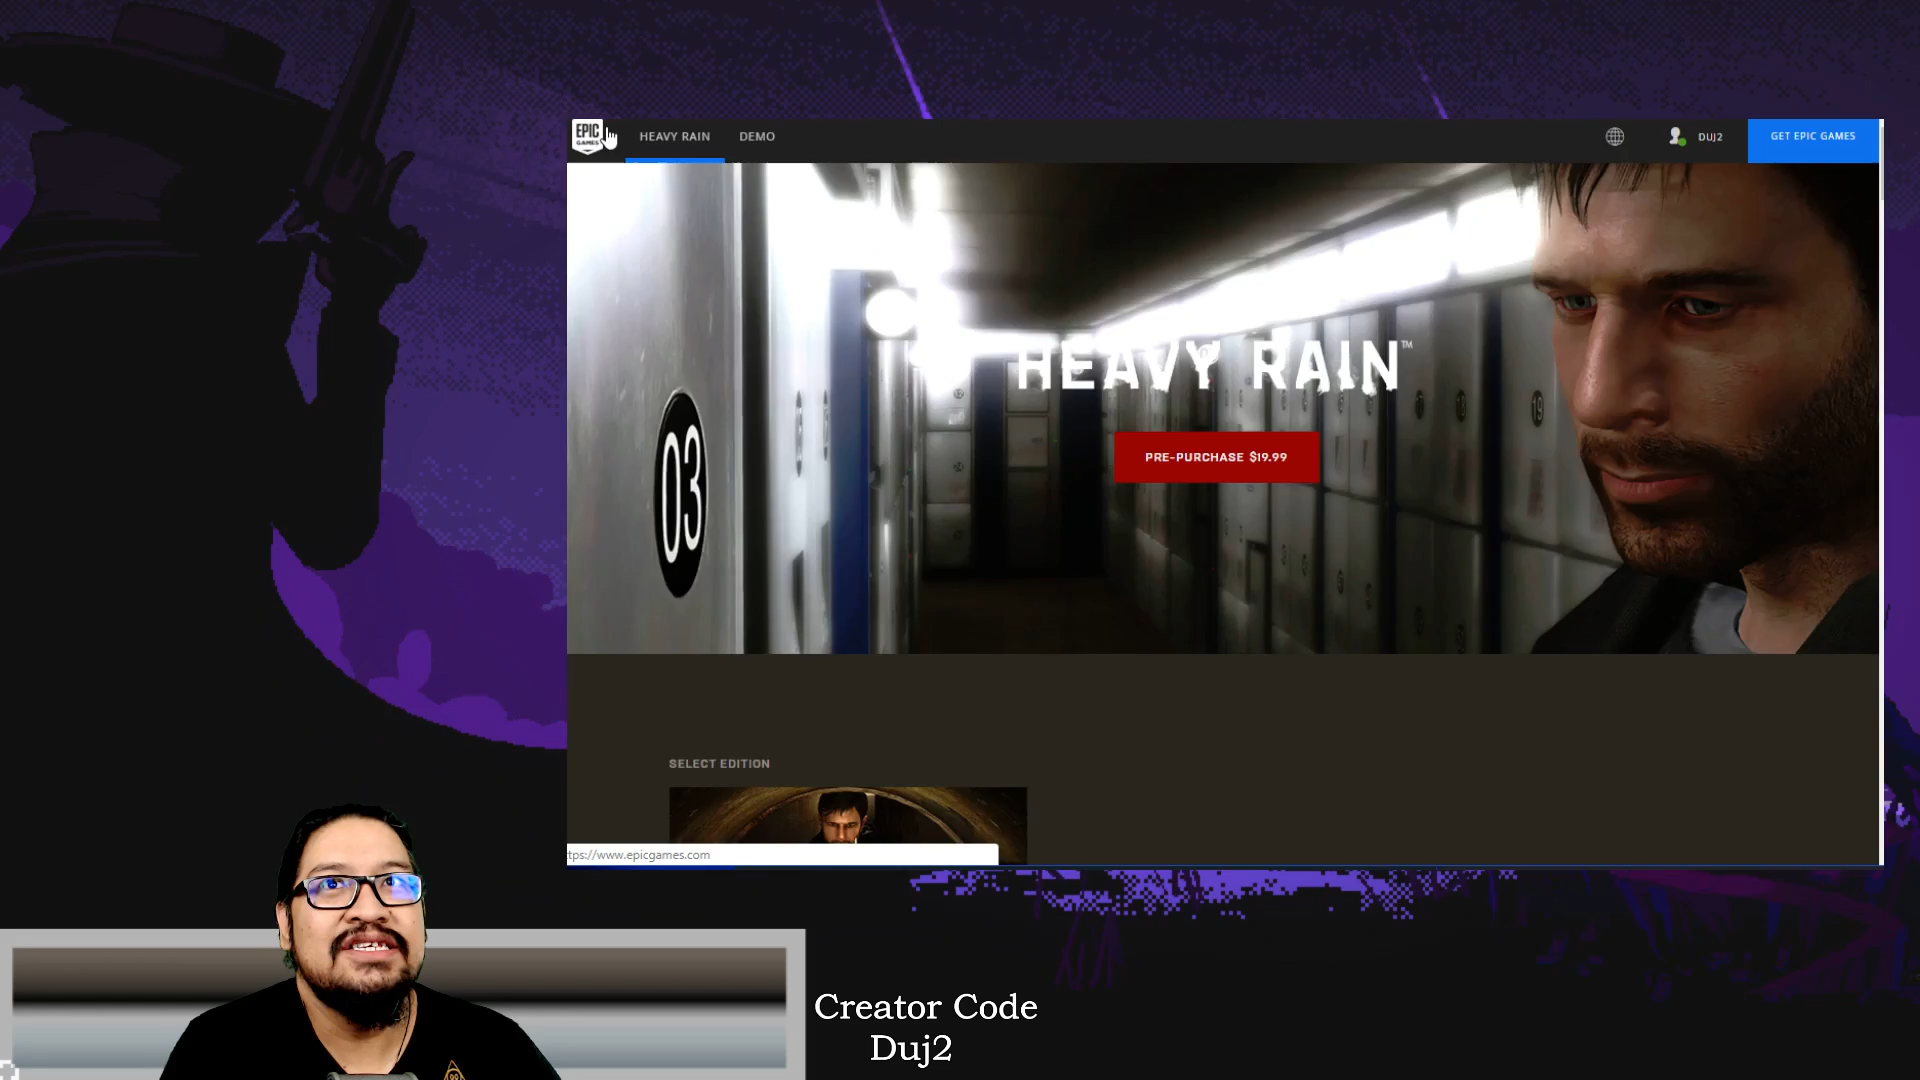 EPIC
GAMES
HEAVY RAIN
DEMO
DUJ2
GET EPIC GAMES
03
19
HEAVY RAIN™
PRE-PURCHASE $19.99
SELECT EDITION
tps://www.epicgames.com
Creator Code
Duj2